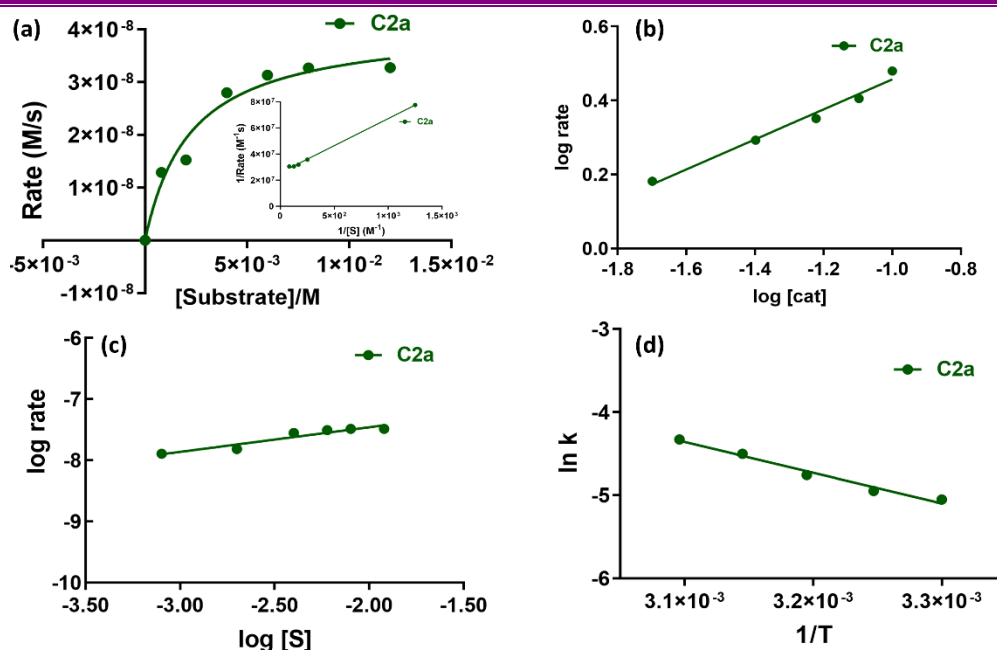 (a)
C2a
4×10⁻⁸
3×10⁻⁸
2×10⁻⁸
1×10⁻⁸
-1×10⁻⁸
Rate (M/s)
-5×10⁻³
5×10⁻³
1×10⁻²
1.5×10⁻²
[Substrate]/M
8×10⁷
6×10⁷
4×10⁷
2×10⁷
0
1/Rate (M⁻¹s)
C2a
0
5×10²
1×10³
1.5×10³
1/[S] (M⁻¹)
(b)
C2a
0.6
0.4
0.2
0.0
log rate
-1.8
-1.6
-1.4
-1.2
-1.0
-0.8
log [cat]
(c)
C2a
-6
-7
-8
-9
-10
log rate
-3.50
-3.00
-2.50
-2.00
-1.50
log [S]
(d)
C2a
-3
-4
-5
-6
ln k
3.1×10⁻³
3.2×10⁻³
3.3×10⁻³
1/T